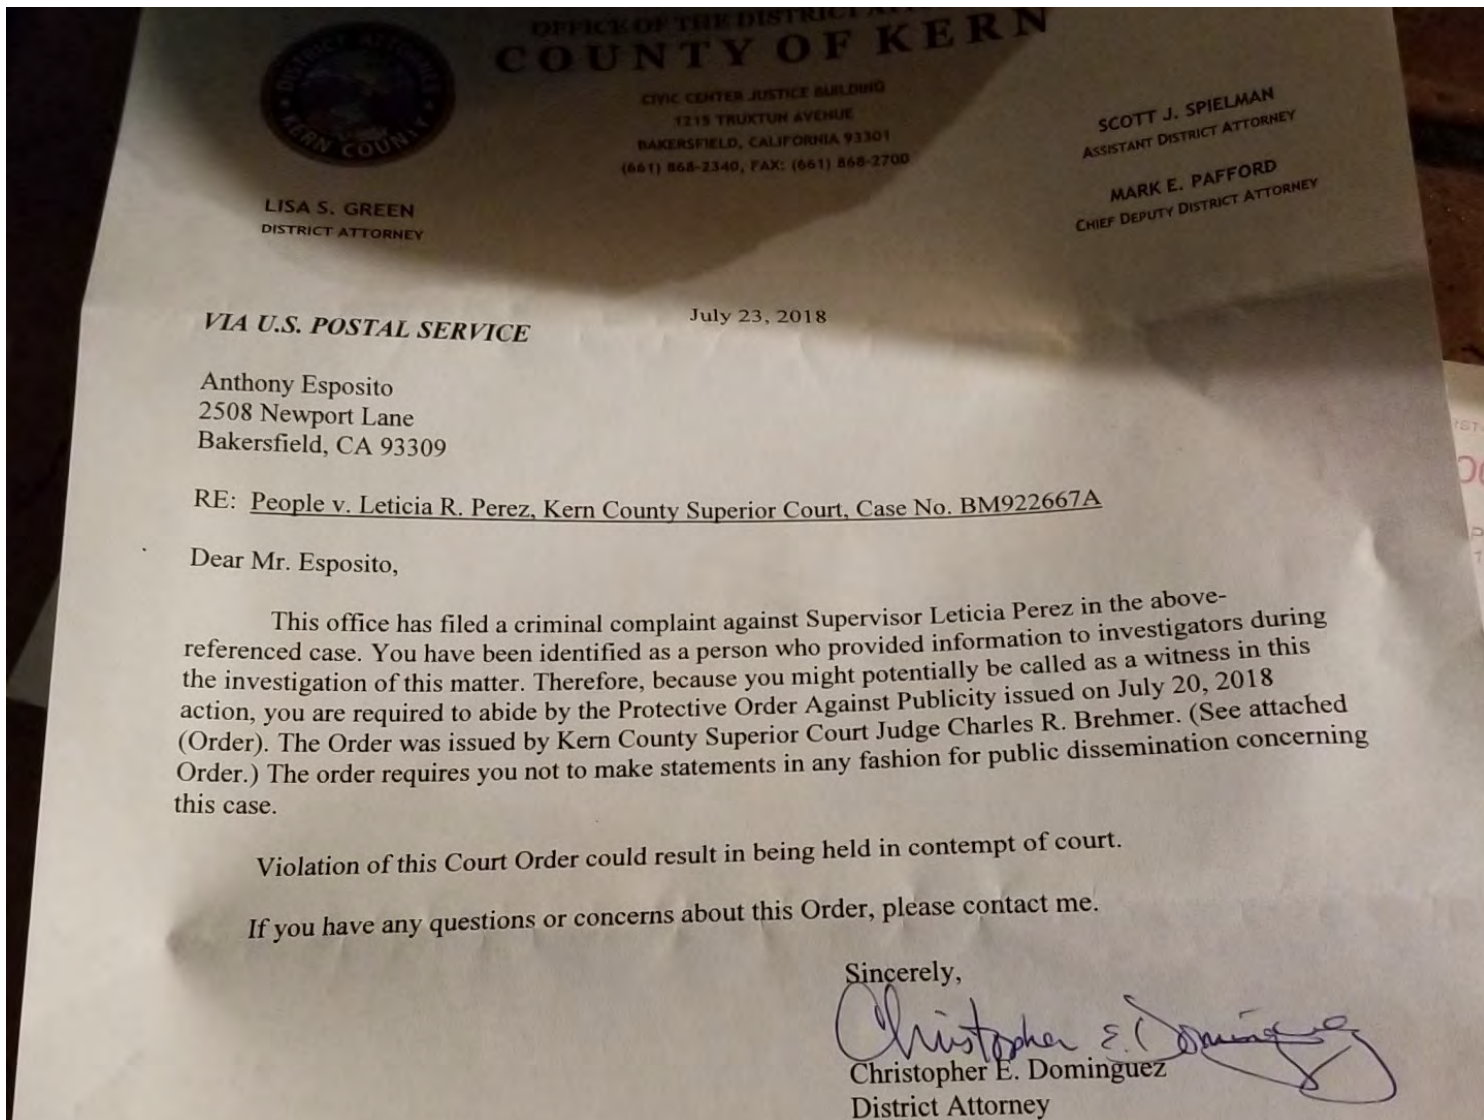 OFFICE OF THE DISTRICT
COUNTY OF KERN
DISTRICT ATTORNEY
KERN COUNTY
CIVIC CENTER JUSTICE BUILDING
1215 TRUXTUN AVENUE
BAKERSFIELD, CALIFORNIA 93301
(661) 868-2340, FAX: (661) 868-2700
LISA S. GREEN
DISTRICT ATTORNEY
SCOTT J. SPIELMAN
ASSISTANT DISTRICT ATTORNEY
MARK E. PAFFORD
CHIEF DEPUTY DISTRICT ATTORNEY
VIA U.S. POSTAL SERVICE
July 23, 2018
Anthony Esposito
2508 Newport Lane
Bakersfield, CA 93309
RE: People v. Leticia R. Perez, Kern County Superior Court, Case No. BM922667A
Dear Mr. Esposito,
This office has filed a criminal complaint against Supervisor Leticia Perez in the above-
referenced case. You have been identified as a person who provided information to investigators during
the investigation of this matter. Therefore, because you might potentially be called as a witness in this
action, you are required to abide by the Protective Order Against Publicity issued on July 20, 2018
(Order). The Order was issued by Kern County Superior Court Judge Charles R. Brehmer. (See attached
Order.) The order requires you not to make statements in any fashion for public dissemination concerning
this case.
Violation of this Court Order could result in being held in contempt of court.
If you have any questions or concerns about this Order, please contact me.
Sincerely,
Christopher E. Dominguez
Christopher E. Dominguez
District Attorney